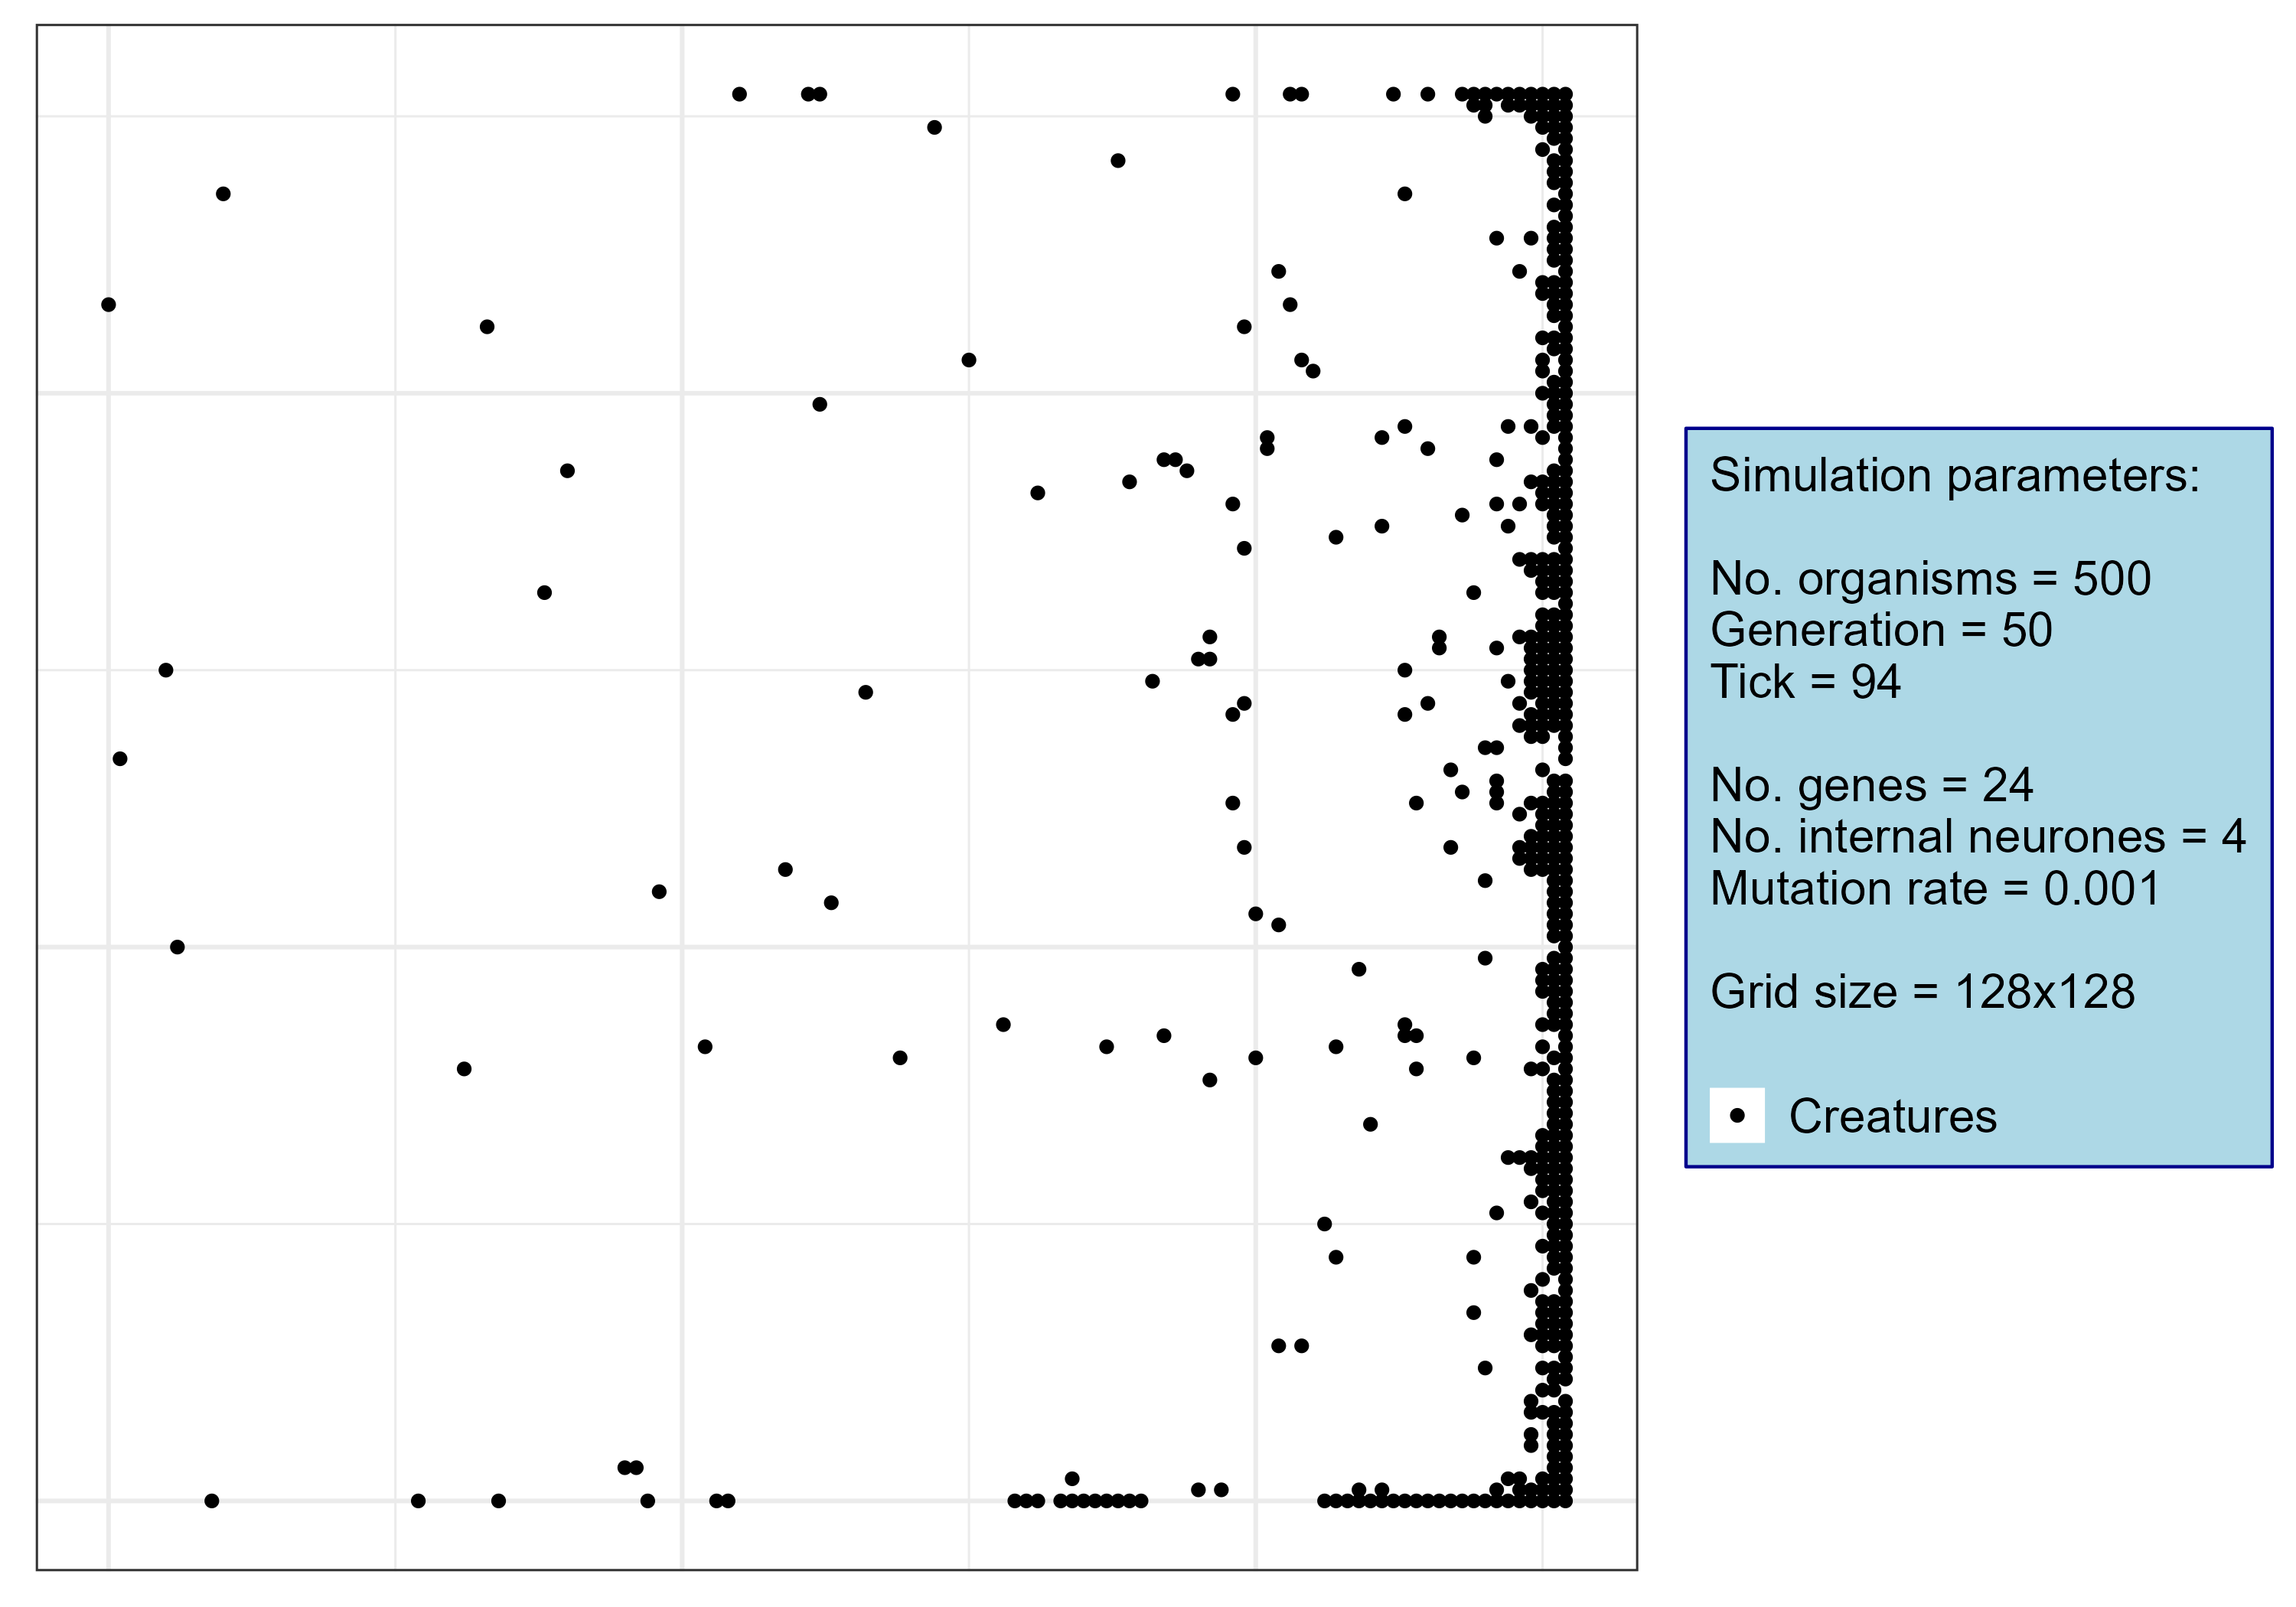 Simulation parameters:
No. organisms = 500
Generation = 50
Tick = 94
No. genes = 24
No. internal neurones = 4
Mutation rate = 0.001
Grid size = 128x128
Creatures